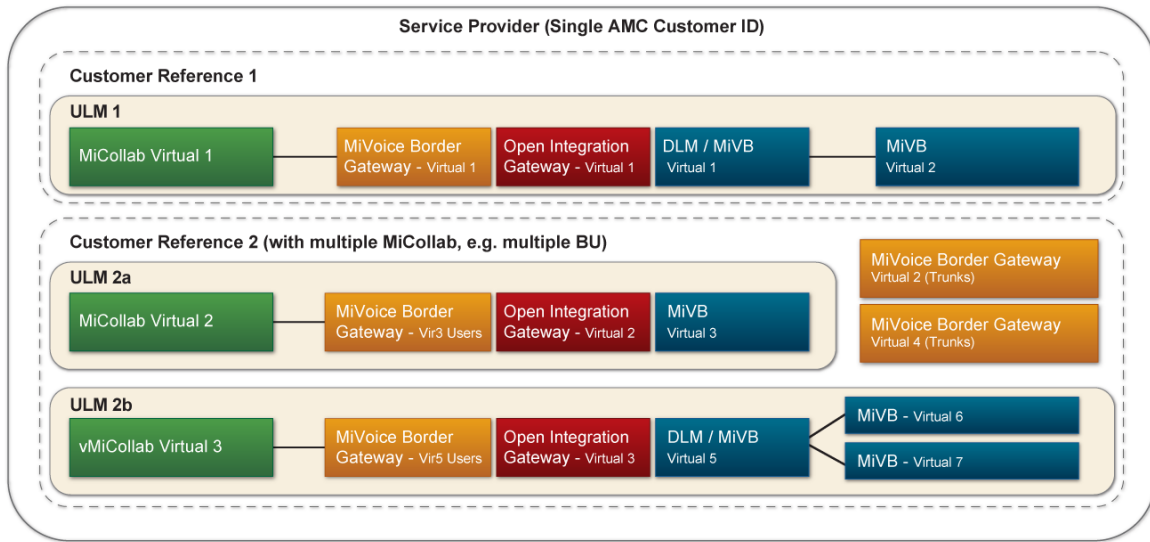 Service Provider (Single AMC Customer ID)
Customer Reference 1
ULM 1
MiCollab Virtual 1
MiVoice Border
Gateway - Virtual 1
Open Integration
Gateway - Virtual 1
DLM / MiVB
Virtual 1
MiVB
Virtual 2
Customer Reference 2 (with multiple MiCollab, e.g. multiple BU)
ULM 2a
MiCollab Virtual 2
MiVoice Border
Gateway - Vir3 Users
Open Integration
Gateway - Virtual 2
MiVB
Virtual 3
MiVoice Border Gateway
Virtual 2 (Trunks)
MiVoice Border Gateway
Virtual 4 (Trunks)
ULM 2b
vMiCollab Virtual 3
MiVoice Border
Gateway - Vir5 Users
Open Integration
Gateway - Virtual 3
DLM / MiVB
Virtual 5
MiVB - Virtual 6
MiVB - Virtual 7